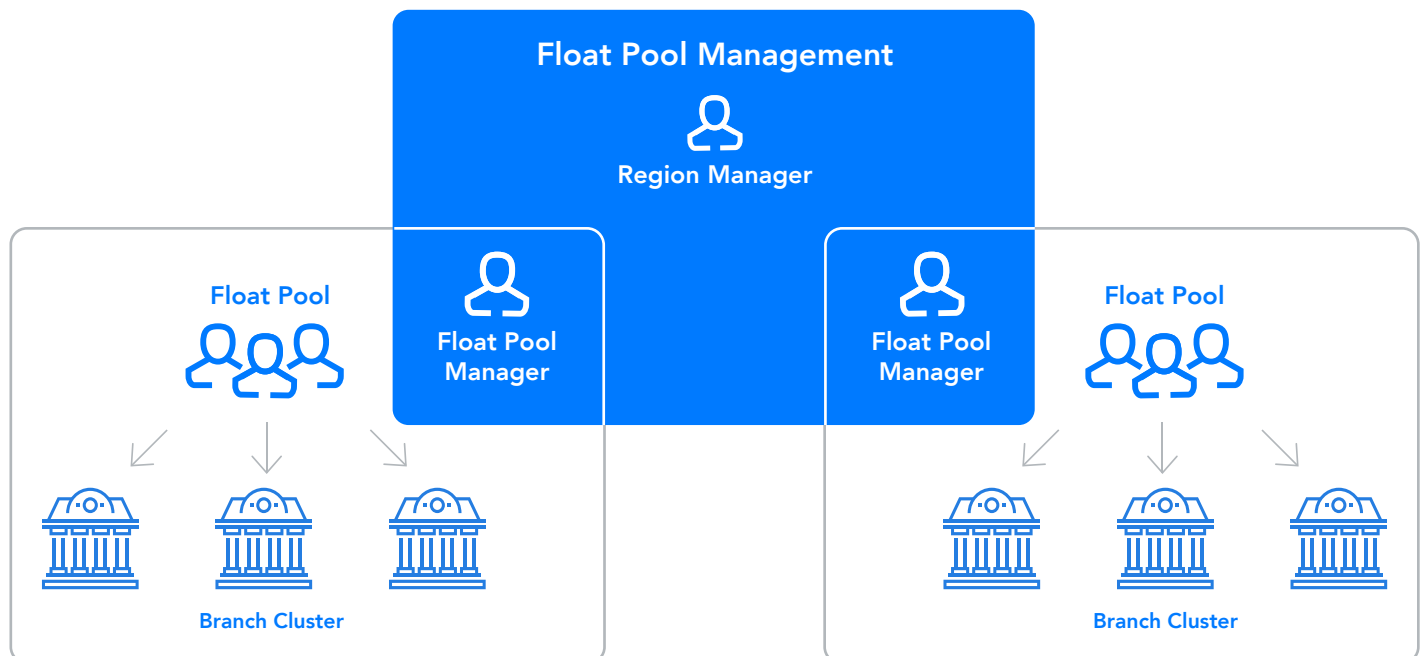 Float Pool Management
Region Manager
Float Pool
Float Pool
Manager
Branch Cluster
Float Pool
Manager
Float Pool
Branch Cluster